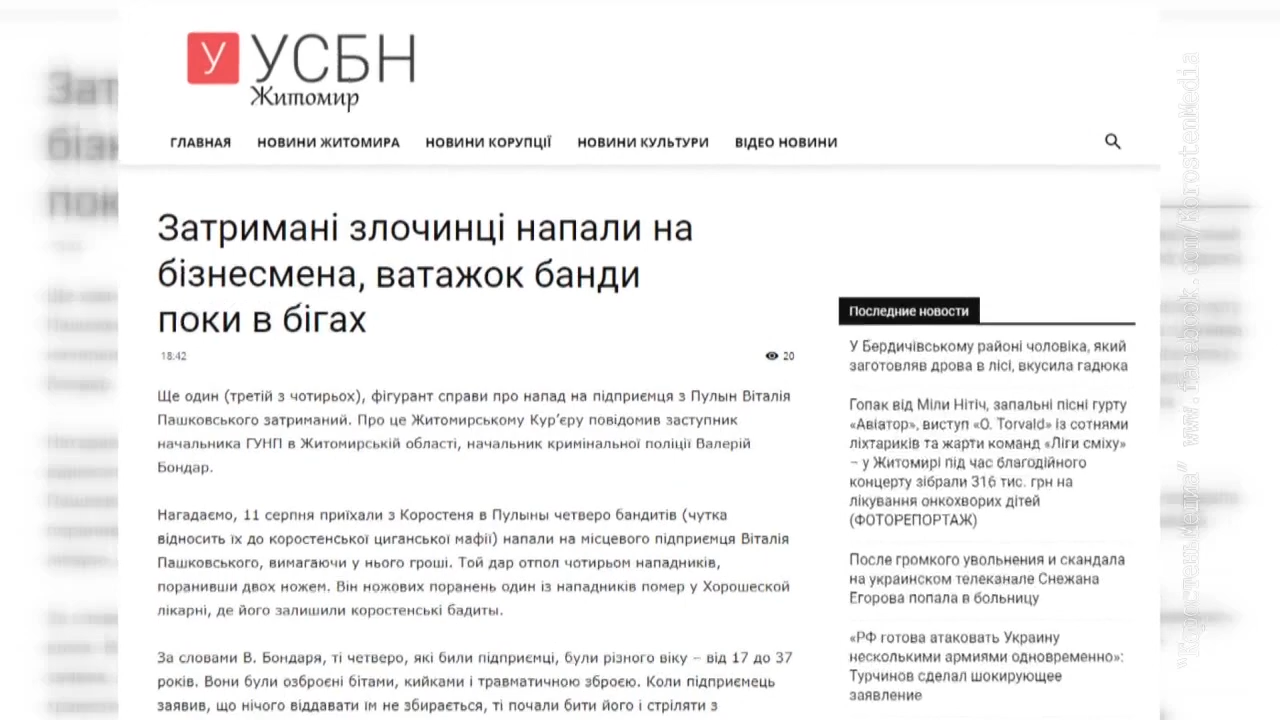 У УСБН
Житомир
ГЛАВНАЯ НОВИНИ ЖИТОМИРА НОВИНИ КОРУПЦІЇ НОВИНИ КУЛЬТУРИ ВІДЕО НОВИНИ
Затримані злочинці напали на
бізнесмена, ватажок банди
поки в бігах
18:42 20
Ще один (третій з чотирьох), фігурант справи про напад на підприємця з Пулын Віталія
Пашковського затриманий. Про це Житомирському Кур’єру повідомив заступник
начальника ГУНП в Житомирській області, начальник кримінальної поліції Валерій
Бондар.
Нагадаємо, 11 серпня приїхали з Коростеня в Пулыны четверо бандитів (чутка
відносить їх до коростенської циганської мафії) напали на місцевого підприємця Віталія
Пашковського, вимагаючи у нього гроші. Той дар отпол чотирьом нападників,
поранивши двох ножем. Він ножових поранень один із нападників помер у Хорошеской
лікарні, де його залишили коростенські бадиты.
За словами В. Бондаря, ті четверо, які били підприємці, були різного віку – від 17 до 37
років. Вони були озброєні бітами, кийками і травматичною зброєю. Коли підприємець
заявив, що нічого віддавати їм не збирається, ті почали бити його і стріляти з
Последние новости
У Бердичівському районі чоловіка, який
заготовляв дрова в лісі, вкусила гадюка
Гопак від Міли Нітіч, запальні пісні гурту
«Авіатор», виступ «O. Torvald» із сотнями
ліхтариків та жарти команд «Ліги сміху»
– у Житомирі під час благодійного
концерту зібрали 316 тис. грн на
лікування онкохворих дітей
(ФОТОРЕПОРТАЖ)
После громкого увольнения и скандала
на украинском телеканале Снежана
Егорова попала в больницу
«РФ готова атаковать Украину
несколькими армиями одновременно»:
Турчинов сделал шокирующее
заявление
"Коростень Медиа" www.facebook.com/KorostenMedia